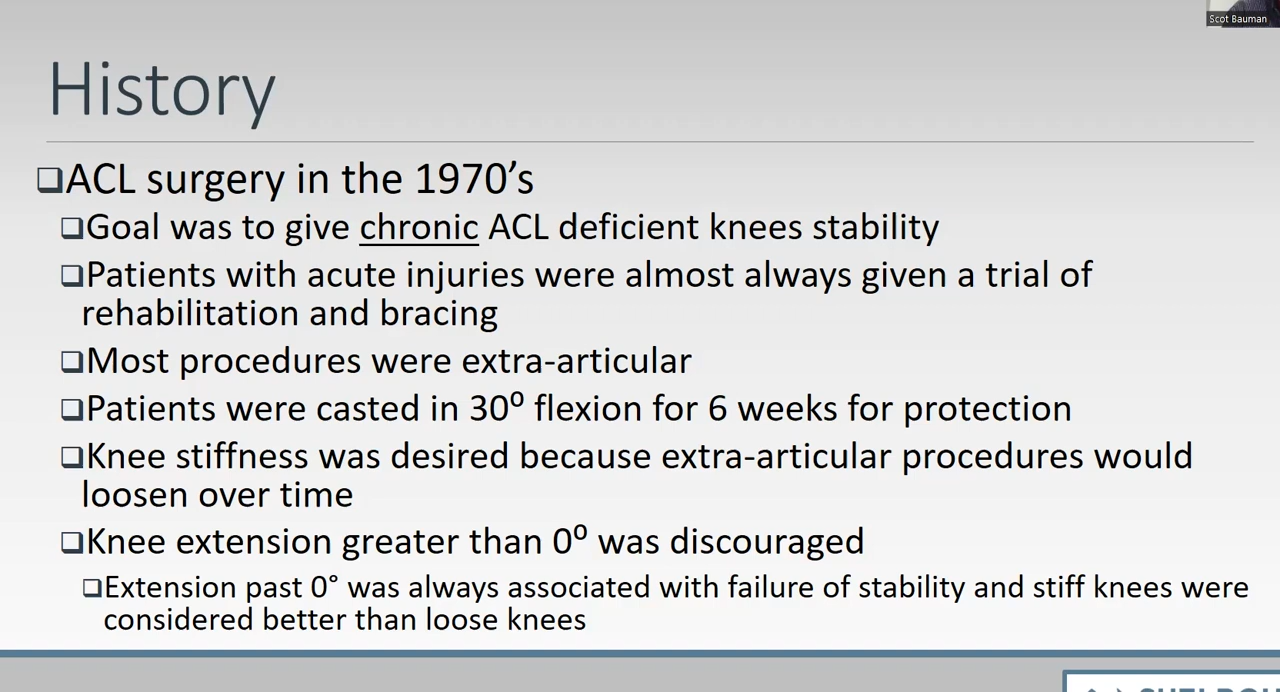 Scot Bauman
History
❑ACL surgery in the 1970’s
❑Goal was to give chronic ACL deficient knees stability
❑Patients with acute injuries were almost always given a trial of
rehabilitation and bracing
❑Most procedures were extra-articular
❑Patients were casted in 30⁰ flexion for 6 weeks for protection
❑Knee stiffness was desired because extra-articular procedures would
loosen over time
❑Knee extension greater than 0⁰ was discouraged
❑Extension past 0° was always associated with failure of stability and stiff knees were
considered better than loose knees